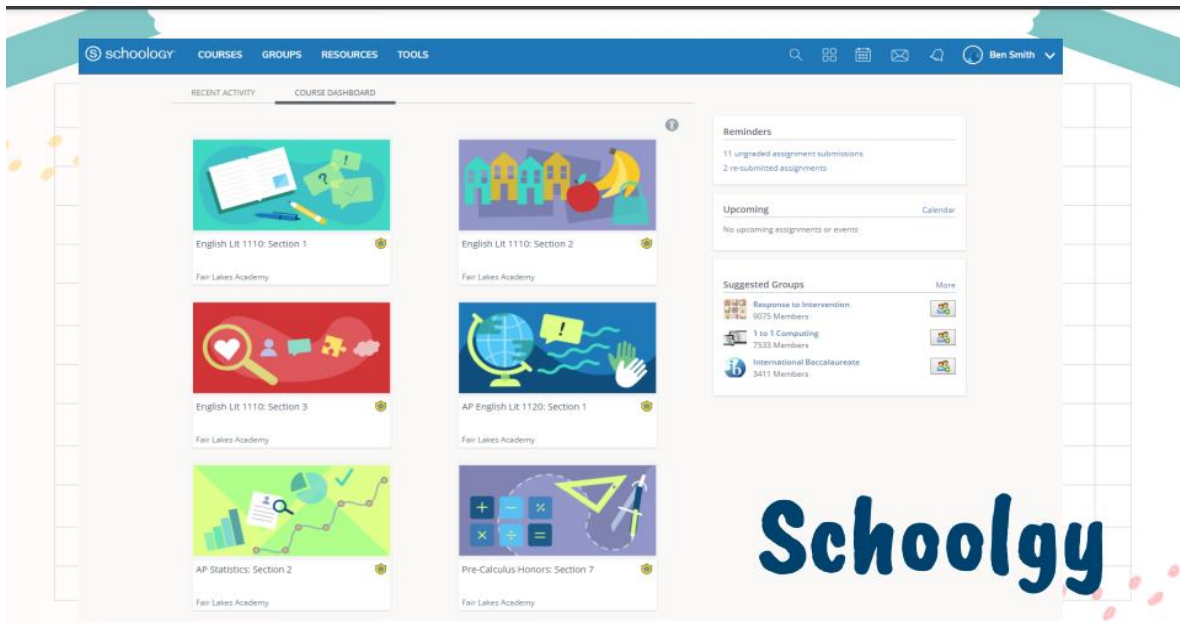 schoology COURSES GROUPS RESOURCES TOOLS Ben Smith
RECENT ACTIVITY COURSE DASHBOARD
English Lit 1110: Section 1
Fair Lakes Academy
English Lit 1110: Section 2
Fair Lakes Academy
English Lit 1110: Section 3
Fair Lakes Academy
AP English Lit 1120: Section 1
Fair Lakes Academy
AP Statistics: Section 2
Fair Lakes Academy
Pre-Calculus Honors: Section 7
Fair Lakes Academy
Reminders
11 ungraded assignment submissions
2 re-submitted assignments
Upcoming Calendar
No upcoming assignments or events
Suggested Groups More
Response to Intervention
9075 Members
1 to 1 Computing
7533 Members
International Baccalaureate
3411 Members
Schoolgy